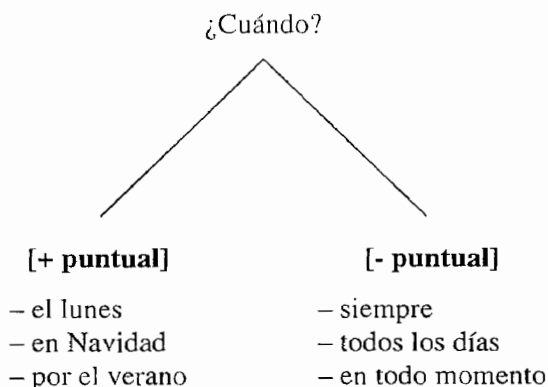 ¿Cuándo?
[+ puntual]
– el lunes
– en Navidad
– por el verano
[- puntual]
– siempre
– todos los días
– en todo momento